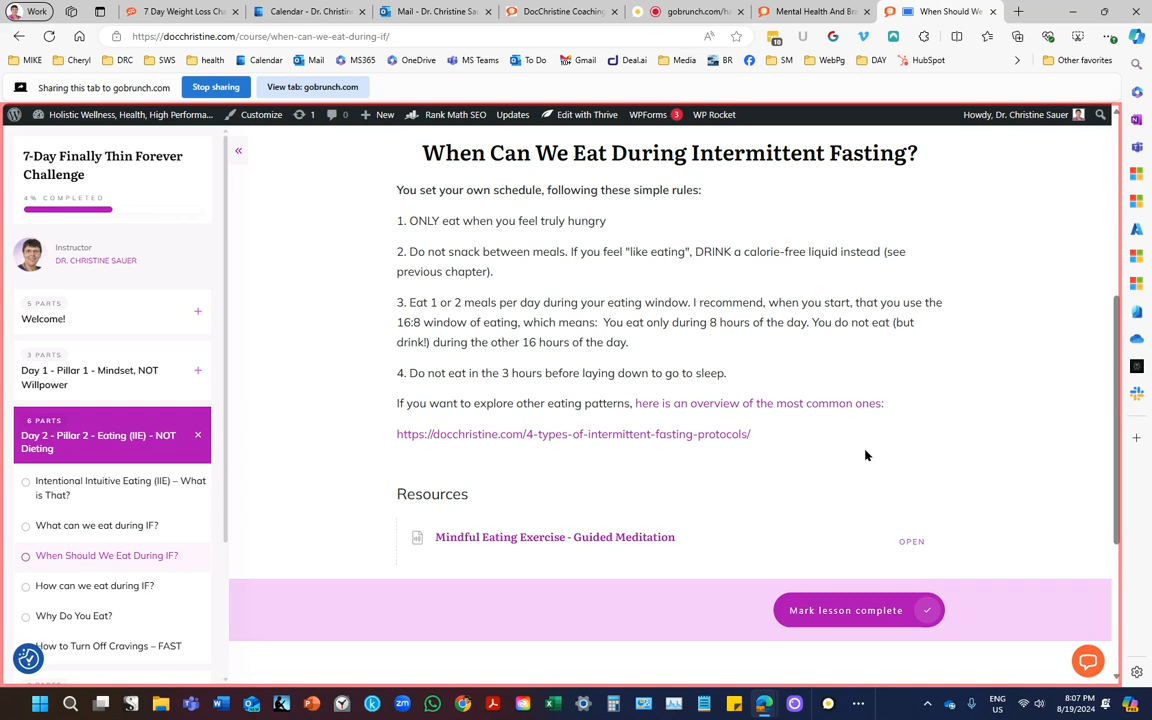 Work
7 Day Weight Loss Cha
Calendar - Dr. Christine
Mail - Dr. Christine Sau
DocChristine Coaching
gobrunch.com/ha
Mental Health And Bra
When Should We
https://docchristine.com/course/when-can-we-eat-during-if/
10
MIKE
Cheryl
DRC
SWS
health
Calendar
Mail
MS365
OneDrive
MS Teams
To Do
Gmail
Deal.ai
Media
BR
SM
WebPg
DAY
HubSpot
Other favorites
Sharing this tab to gobrunch.com
Stop sharing
View tab: gobrunch.com
Holistic Wellness, Health, High Performa...
Customize
1
0
New
Rank Math SEO
Updates
Edit with Thrive
WPForms 3
WP Rocket
Howdy, Dr. Christine Sauer
7-Day Finally Thin Forever
Challenge
4% COMPLETED
Instructor
DR. CHRISTINE SAUER
5 PARTS
Welcome!
3 PARTS
Day 1 - Pillar 1 - Mindset, NOT
Willpower
6 PARTS
Day 2 - Pillar 2 - Eating (IIE) - NOT
Dieting
Intentional Intuitive Eating (IIE) – What
is That?
What can we eat during IF?
When Should We Eat During IF?
How can we eat during IF?
Why Do You Eat?
How to Turn Off Cravings – FAST
When Can We Eat During Intermittent Fasting?
You set your own schedule, following these simple rules:
1. ONLY eat when you feel truly hungry
2. Do not snack between meals. If you feel "like eating", DRINK a calorie-free liquid instead (see
previous chapter).
3. Eat 1 or 2 meals per day during your eating window. I recommend, when you start, that you use the
16:8 window of eating, which means: You eat only during 8 hours of the day. You do not eat (but
drink!) during the other 16 hours of the day.
4. Do not eat in the 3 hours before laying down to go to sleep.
If you want to explore other eating patterns, here is an overview of the most common ones:
https://docchristine.com/4-types-of-intermittent-fasting-protocols/
Resources
Mindful Eating Exercise - Guided Meditation
OPEN
Mark lesson complete
ENG
US
8:07 PM
8/19/2024